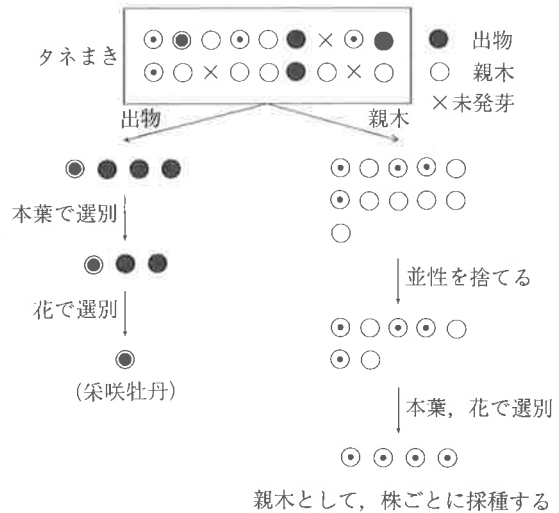 タネまき
出物
親木
×未発芽
出物
親木
本葉で選別
並性を捨てる
花で選別
(采咲牡丹)
本葉，花で選別
親木として，株ごとに採種する